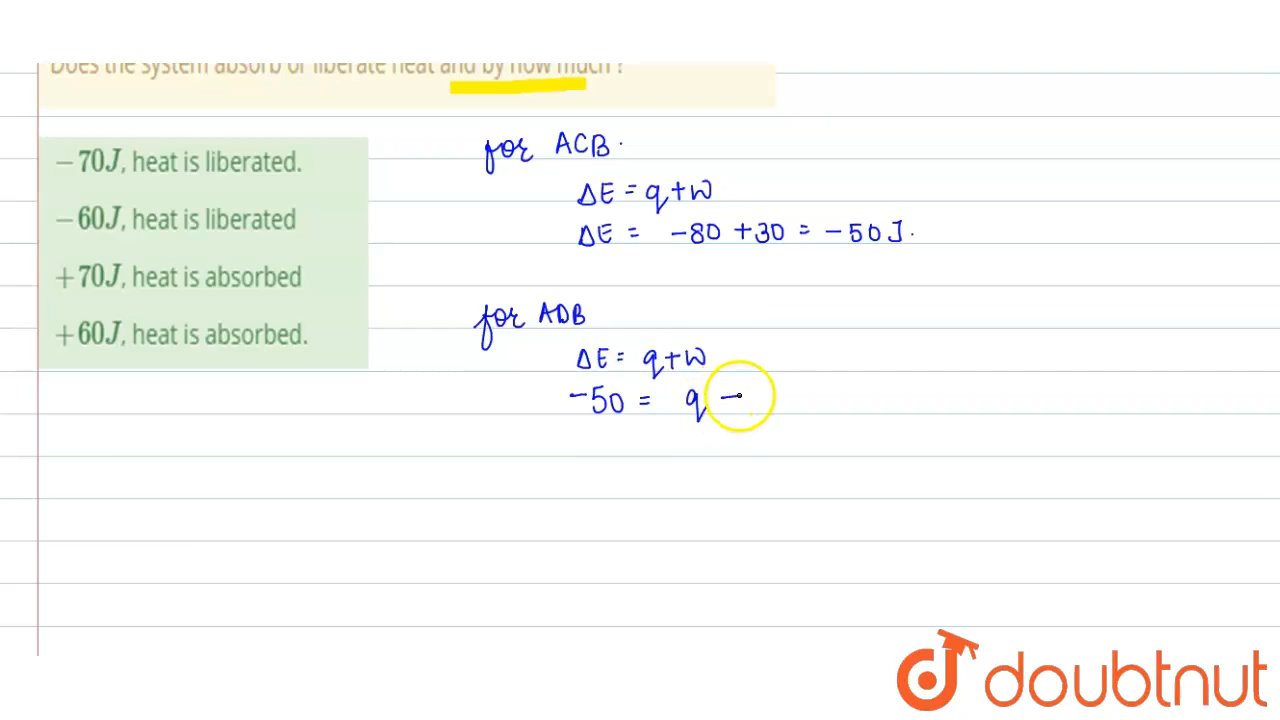 Does the system absorb or liberate heat and by how much ?
−70J, heat is liberated.
−60J, heat is liberated
+70J, heat is absorbed
+60J, heat is absorbed.
for ACB.
ΔE = q+w
ΔE = -80 +30 = -50J.
for ADB
ΔE = q+w
-50 = q -
doubtnut